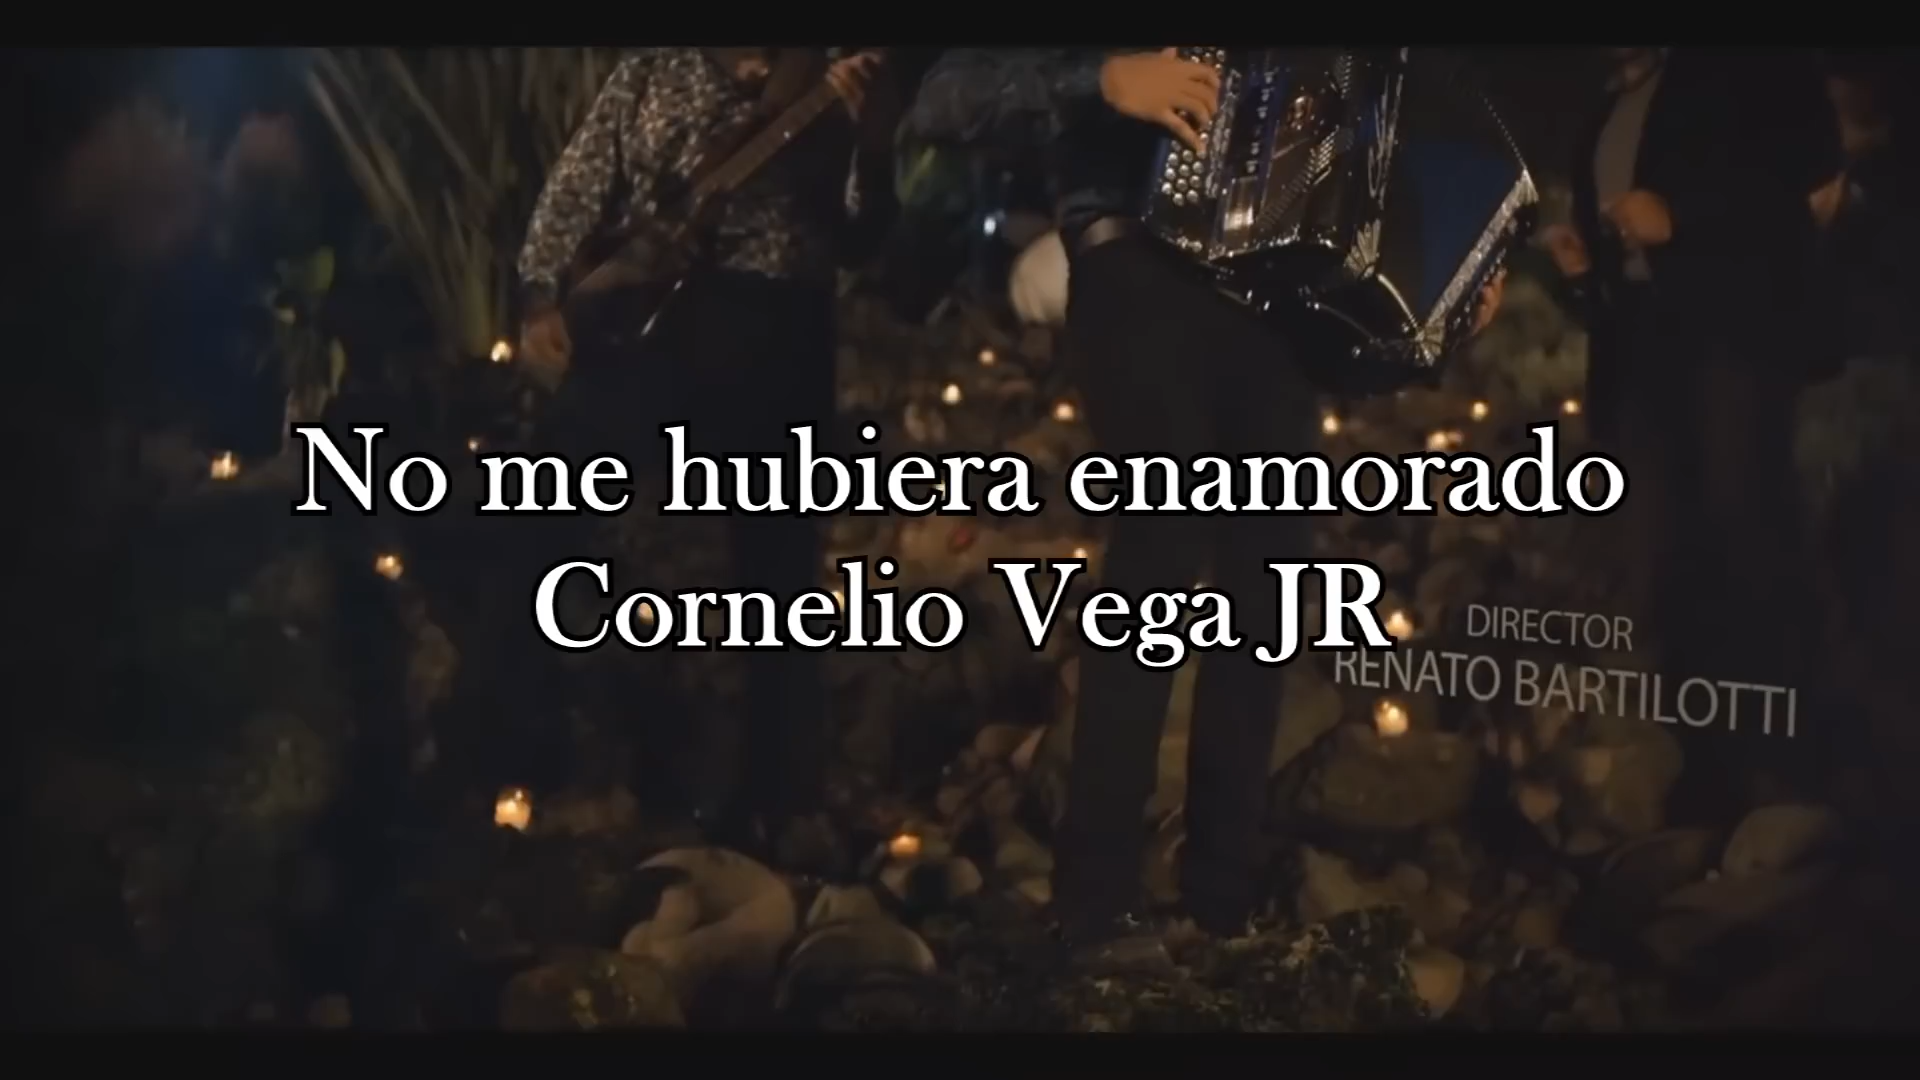 No me hubiera enamorado
Cornelio Vega JR
DIRECTOR
RENATO BARTILOTTI